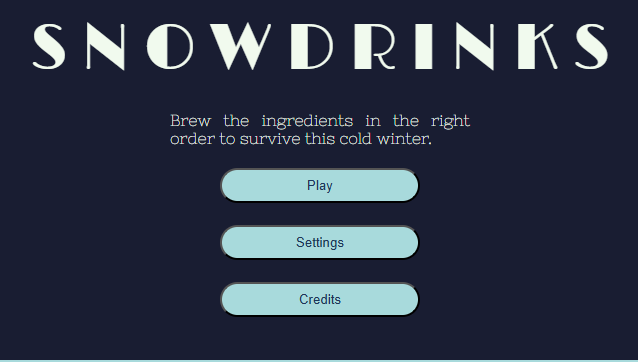 SNOWDRINKS
Brew the ingredients in the right
order to survive this cold winter.
Play
Settings
Credits